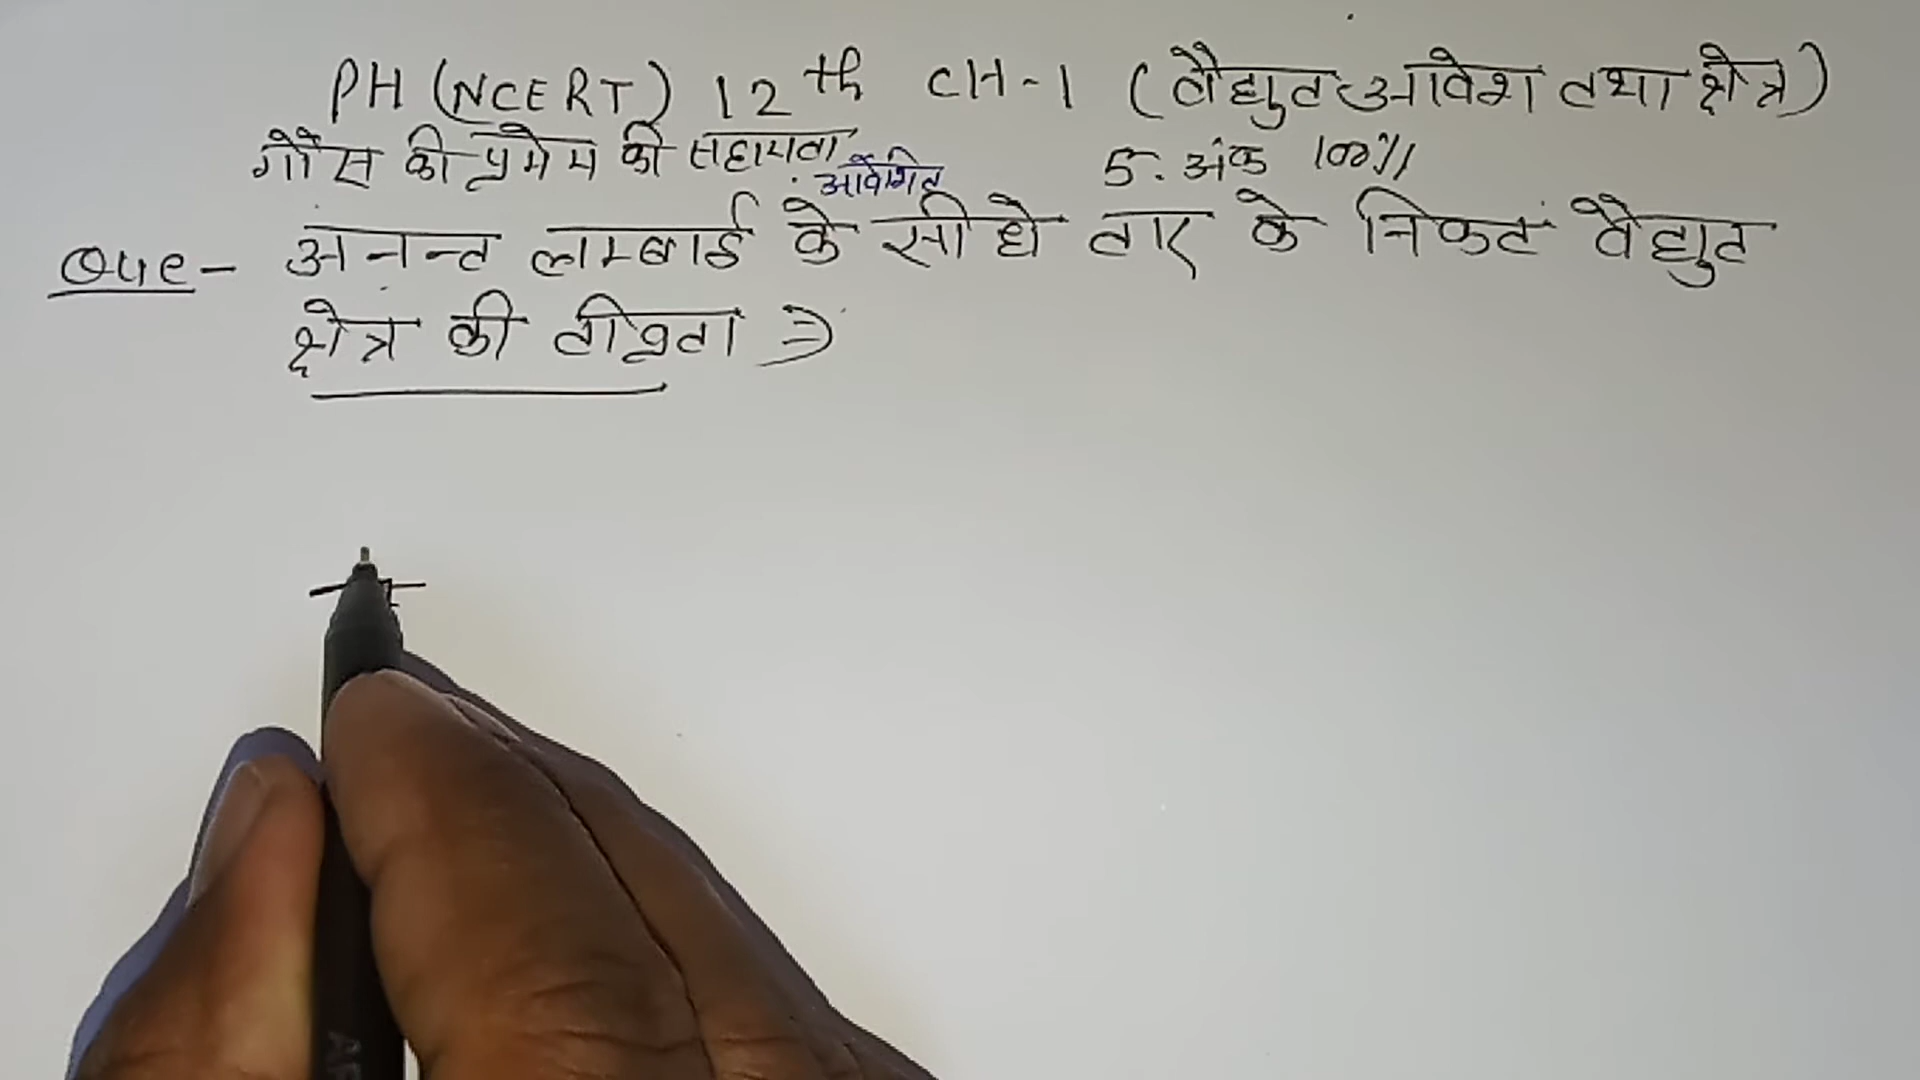 PH (NCERT) 12th CH-1 (वैद्युत आवेश तथा क्षेत्र)
गौस की प्रमेय की सहायता 5. अंक 100%
आवेशित
Que- अनन्त लम्बाई के सीधे तार के निकट वैद्युत
क्षेत्र की तीव्रता ⇒